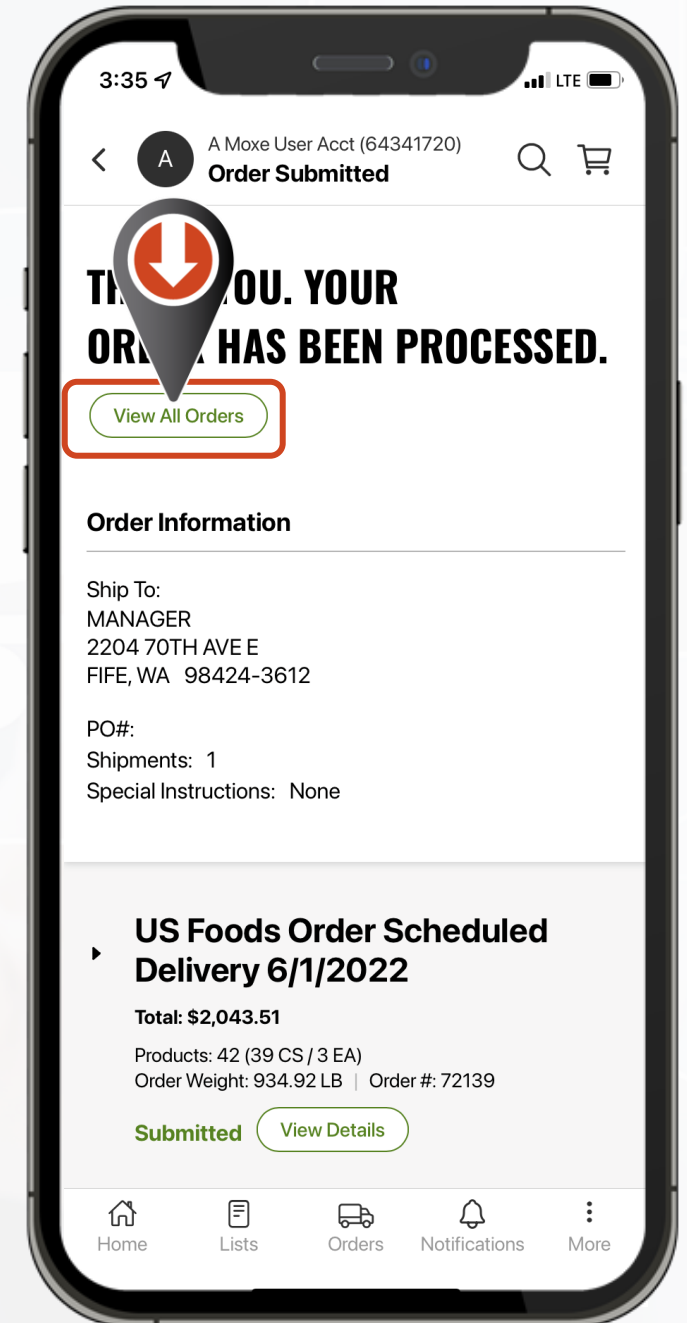 3:35
LTE
A
A Moxe User Acct (64341720)
Order Submitted
YOUR
HAS BEEN PROCESSED.
View All Orders
Order Information
Ship To:
MANAGER
2204 70TH AVE E
FIFE, WA 98424-3612
PO#:
Shipments: 1
Special Instructions: None
US Foods Order Scheduled
Delivery 6/1/2022
Total: $2,043.51
Products: 42 (39 CS / 3 EA)
Order Weight: 934.92 LB | Order #: 72139
Submitted
View Details
Home
Lists
Orders
Notifications
More